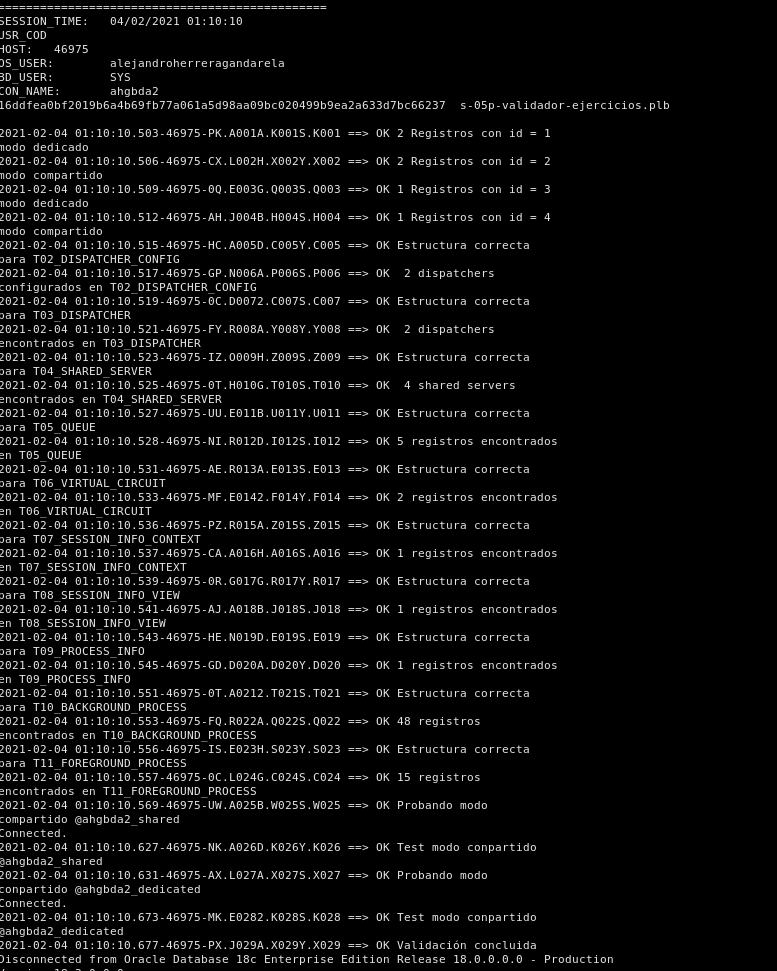 ===============================================
SESSION_TIME:   04/02/2021 01:10:10
USR_COD
HOST:   46975
OS_USER:        alejandroherreragandarela
BD_USER:        SYS
CON_NAME:       ahgbda2
16ddfea0bf2019b6a4b69fb77a061a5d98aa09bc020499b9ea2a633d7bc66237  s-05p-validador-ejercicios.plb
2021-02-04 01:10:10.503-46975-PK.A001A.K001S.K001 ==> OK 2 Registros con id = 1
modo dedicado
2021-02-04 01:10:10.506-46975-CX.L002H.X002Y.X002 ==> OK 2 Registros con id = 2
modo compartido
2021-02-04 01:10:10.509-46975-0Q.E003G.Q003S.Q003 ==> OK 1 Registros con id = 3
modo dedicado
2021-02-04 01:10:10.512-46975-AH.J004B.H004S.H004 ==> OK 1 Registros con id = 4
modo compartido
2021-02-04 01:10:10.515-46975-HC.A005D.C005Y.C005 ==> OK Estructura correcta
para T02_DISPATCHER_CONFIG
2021-02-04 01:10:10.517-46975-GP.N006A.P006S.P006 ==> OK  2 dispatchers
configurados en T02_DISPATCHER_CONFIG
2021-02-04 01:10:10.519-46975-0C.D0072.C007S.C007 ==> OK Estructura correcta
para T03_DISPATCHER
2021-02-04 01:10:10.521-46975-FY.R008A.Y008Y.Y008 ==> OK  2 dispatchers
encontrados en T03_DISPATCHER
2021-02-04 01:10:10.523-46975-IZ.O009H.Z009S.Z009 ==> OK Estructura correcta
para T04_SHARED_SERVER
2021-02-04 01:10:10.525-46975-0T.H010G.T010S.T010 ==> OK  4 shared servers
encontrados en T04_SHARED_SERVER
2021-02-04 01:10:10.527-46975-UU.E011B.U011Y.U011 ==> OK Estructura correcta
para T05_QUEUE
2021-02-04 01:10:10.528-46975-NI.R012D.I012S.I012 ==> OK 5 registros encontrados
en T05_QUEUE
2021-02-04 01:10:10.531-46975-AE.R013A.E013S.E013 ==> OK Estructura correcta
para T06_VIRTUAL_CIRCUIT
2021-02-04 01:10:10.533-46975-MF.E0142.F014Y.F014 ==> OK 2 registros encontrados
en T06_VIRTUAL_CIRCUIT
2021-02-04 01:10:10.536-46975-PZ.R015A.Z015S.Z015 ==> OK Estructura correcta
para T07_SESSION_INFO_CONTEXT
2021-02-04 01:10:10.537-46975-CA.A016H.A016S.A016 ==> OK 1 registros encontrados
en T07_SESSION_INFO_CONTEXT
2021-02-04 01:10:10.539-46975-0R.G017G.R017Y.R017 ==> OK Estructura correcta
para T08_SESSION_INFO_VIEW
2021-02-04 01:10:10.541-46975-AJ.A018B.J018S.J018 ==> OK 1 registros encontrados
en T08_SESSION_INFO_VIEW
2021-02-04 01:10:10.543-46975-HE.N019D.E019S.E019 ==> OK Estructura correcta
para T09_PROCESS_INFO
2021-02-04 01:10:10.545-46975-GD.D020A.D020Y.D020 ==> OK 1 registros encontrados
en T09_PROCESS_INFO
2021-02-04 01:10:10.551-46975-0T.A0212.T021S.T021 ==> OK Estructura correcta
para T10_BACKGROUND_PROCESS
2021-02-04 01:10:10.553-46975-FQ.R022A.Q022S.Q022 ==> OK 48 registros
encontrados en T10_BACKGROUND_PROCESS
2021-02-04 01:10:10.556-46975-IS.E023H.S023Y.S023 ==> OK Estructura correcta
para T11_FOREGROUND_PROCESS
2021-02-04 01:10:10.557-46975-0C.L024G.C024S.C024 ==> OK 15 registros
encontrados en T11_FOREGROUND_PROCESS
2021-02-04 01:10:10.569-46975-UW.A025B.W025S.W025 ==> OK Probando modo
compartido @ahgbda2_shared
Connected.
2021-02-04 01:10:10.627-46975-NK.A026D.K026Y.K026 ==> OK Test modo conpartido
@ahgbda2_shared
2021-02-04 01:10:10.631-46975-AX.L027A.X027S.X027 ==> OK Probando modo
conpartido @ahgbda2_dedicated
Connected.
2021-02-04 01:10:10.673-46975-MK.E0282.K028S.K028 ==> OK Test modo conpartido
@ahgbda2_dedicated
2021-02-04 01:10:10.677-46975-PX.J029A.X029Y.X029 ==> OK Validación concluida
Disconnected from Oracle Database 18c Enterprise Edition Release 18.0.0.0.0 - Production